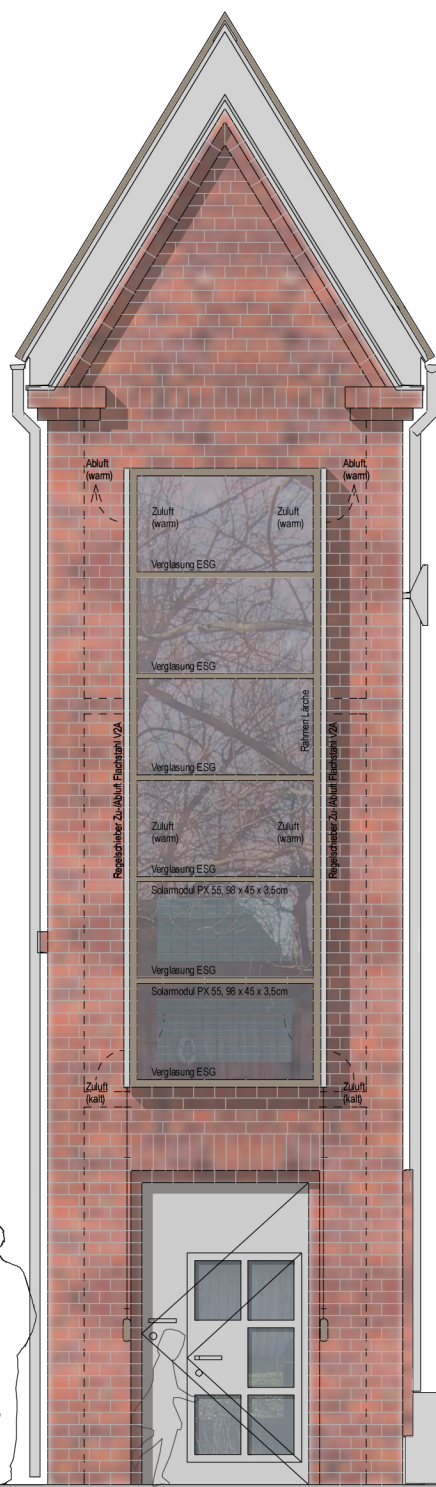 Abluft
(warm)
Abluft
(warm)
Zuluft
(warm)
Zuluft
(warm)
Verglasung ESG
Verglasung ESG
Rahmen Lärche
Verglasung ESG
Regelschieber Zu-/Abluft Flachstahl V2A
Regelschieber Zu-/Abluft Flachstahl V2A
Zuluft
(warm)
Zuluft
(warm)
Verglasung ESG
Solarmodul PX 55, 98 x 45 x 3,5cm
Verglasung ESG
Solarmodul PX 55, 98 x 45 x 3,5cm
Verglasung ESG
Zuluft
(kalt)
Zuluft
(kalt)